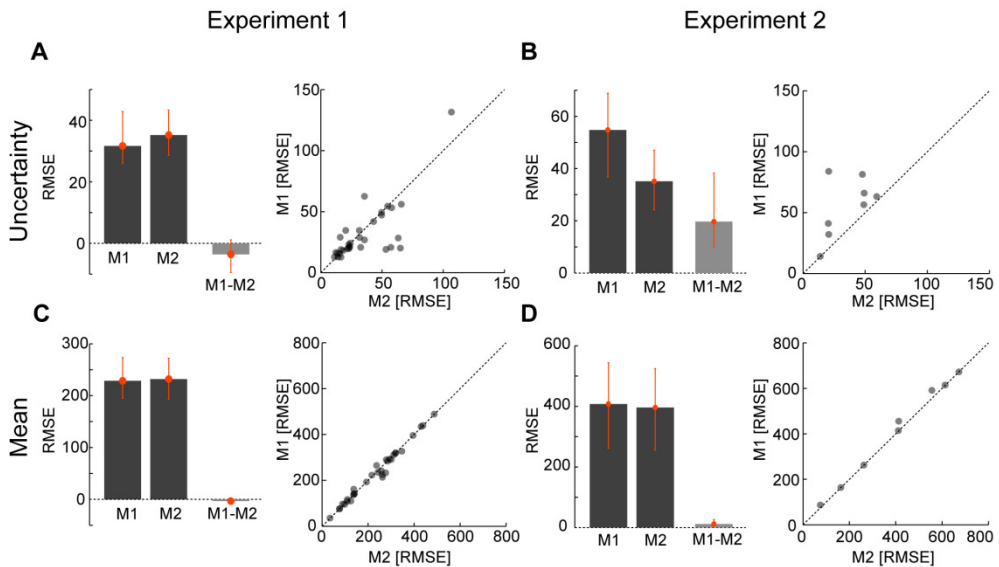 Experiment 1
Experiment 2
Uncertainty
A
RMSE
40
20
0
M1
M2
M1-M2
M1 [RMSE]
150
100
50
0
0
50
100
150
M2 [RMSE]
B
RMSE
60
40
20
0
M1
M2
M1-M2
M1 [RMSE]
150
100
50
0
0
50
100
150
M2 [RMSE]
Mean
C
RMSE
300
200
100
0
M1
M2
M1-M2
M1 [RMSE]
800
600
400
200
0
0
200
400
600
800
M2 [RMSE]
D
RMSE
600
400
200
0
M1
M2
M1-M2
M1 [RMSE]
800
600
400
200
0
0
200
400
600
800
M2 [RMSE]